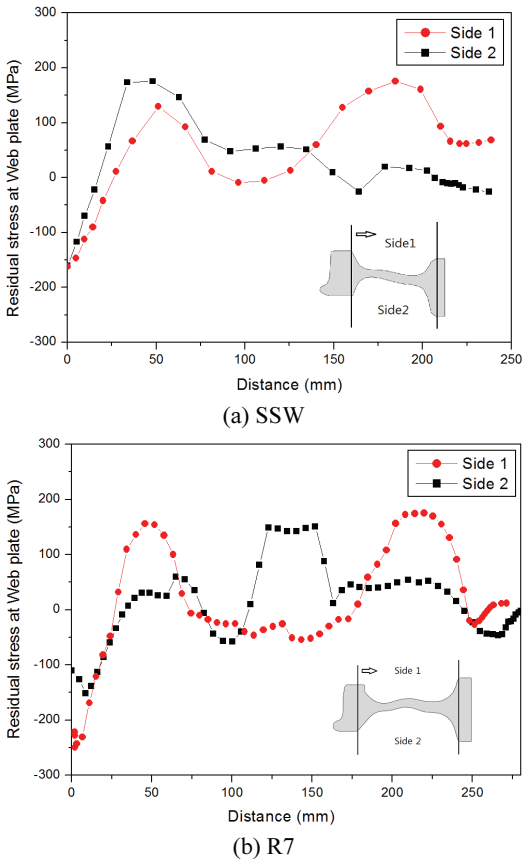 Residual stress at Web plate (MPa)
300
200
100
0
-100
-200
-300
Side 1
Side 2
Side1
Side2
0
50
100
150
200
250
Distance (mm)
(a) SSW
Residual stress at Web plate (MPa)
300
200
100
0
-100
-200
-300
Side 1
Side 2
Side 1
Side 2
0
50
100
150
200
250
Distance (mm)
(b) R7